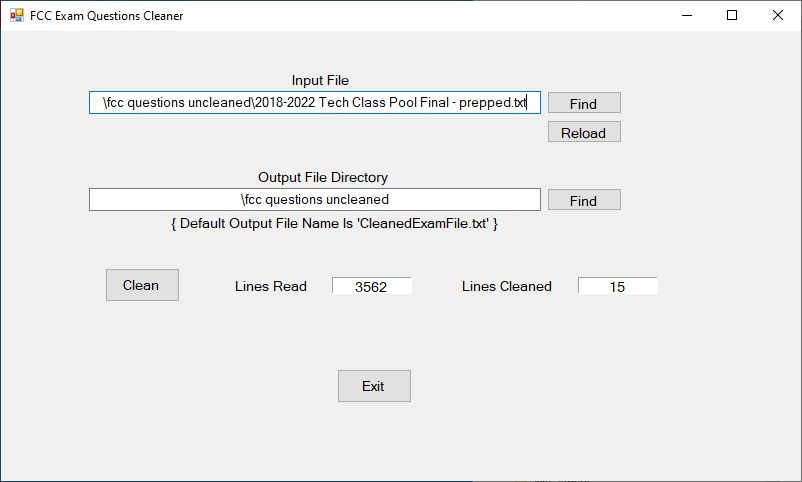 FCC Exam Questions Cleaner
Input File
\fcc questions uncleaned\2018-2022 Tech Class Pool Final - prepped.txt
Find
Reload
Output File Directory
\fcc questions uncleaned
Find
{ Default Output File Name Is 'CleanedExamFile.txt' }
Clean
Lines Read
3562
Lines Cleaned
15
Exit